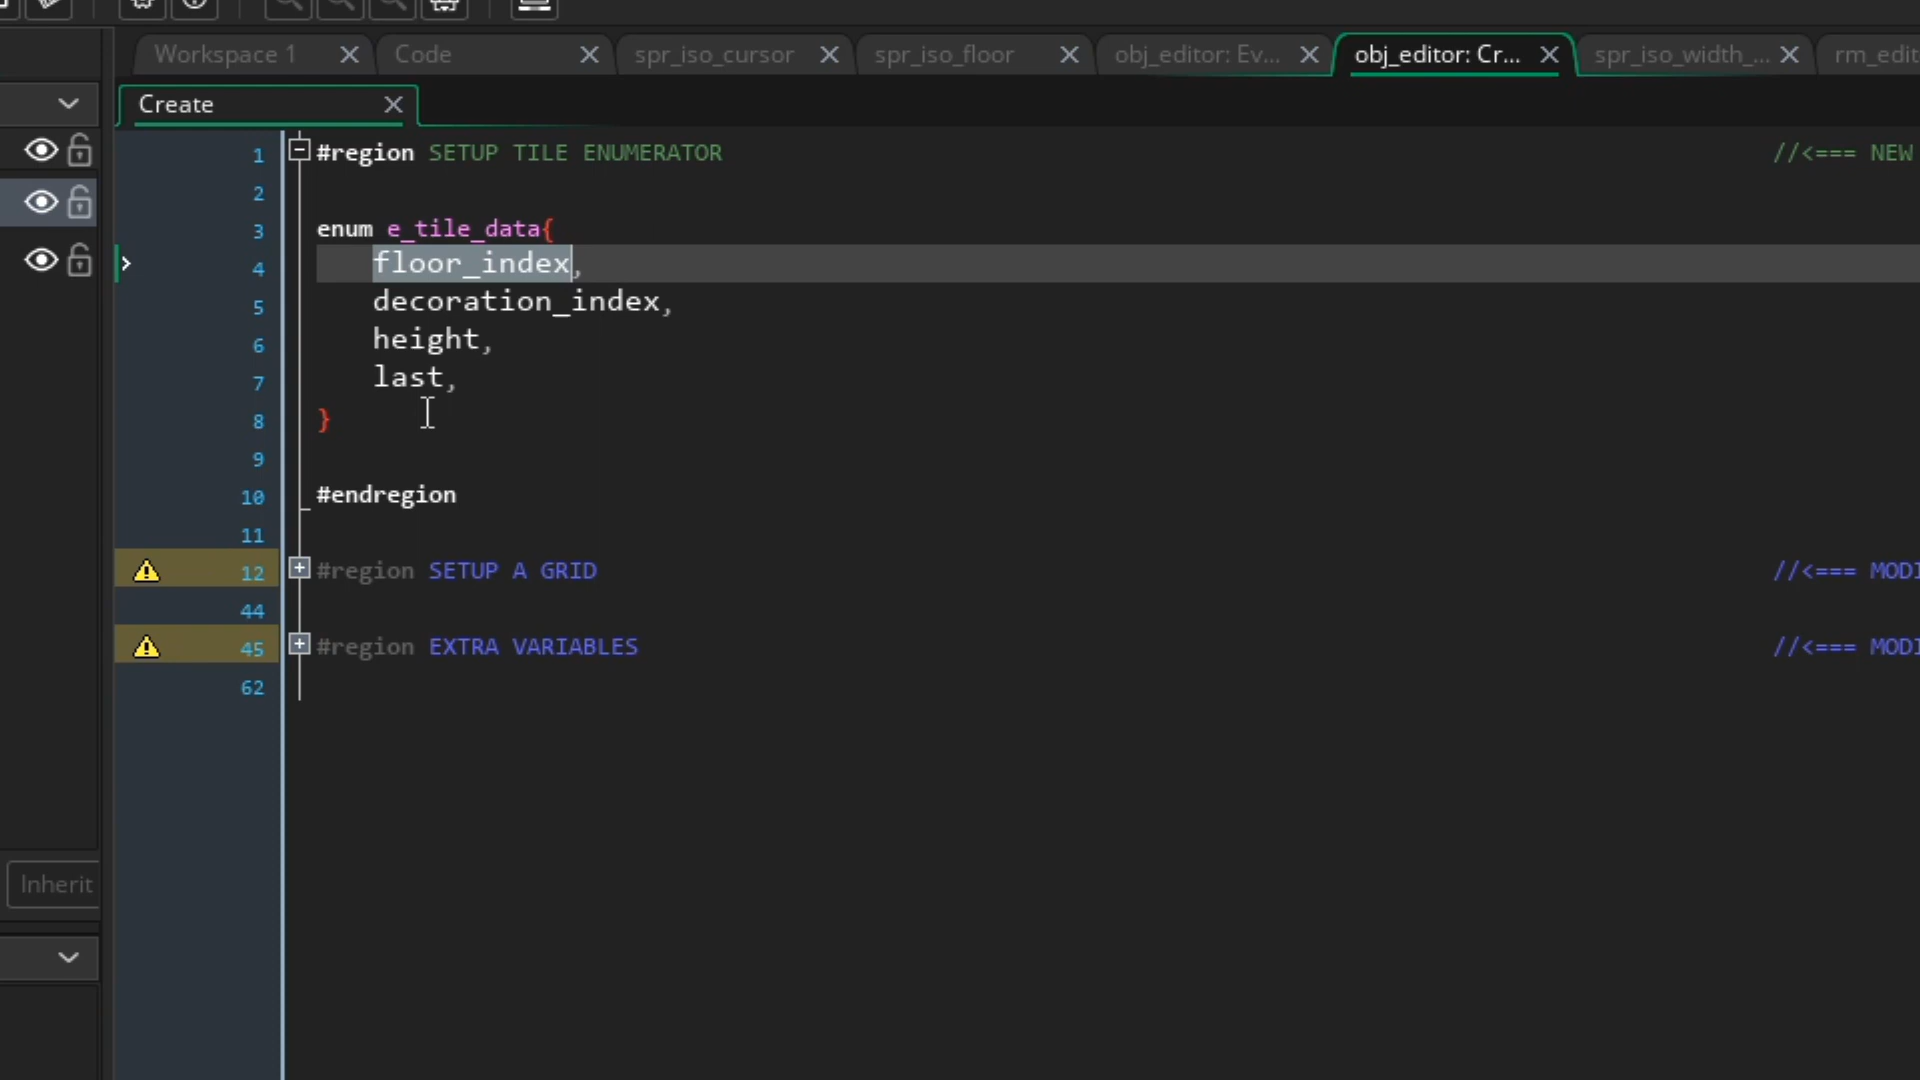 Workspace 1
Code
spr_iso_cursor
spr_iso_floor
obj_editor: Ev...
obj_editor: Cr...
spr_iso_width_...
rm_edit
Create
1 #region SETUP TILE ENUMERATOR //<=== NEW
2
3 enum e_tile_data{
4 floor_index,
5 decoration_index,
6 height,
7 last,
8 }
9
10 #endregion
11
12 #region SETUP A GRID //<=== MODI
44
45 #region EXTRA VARIABLES //<=== MODI
62
Inherit